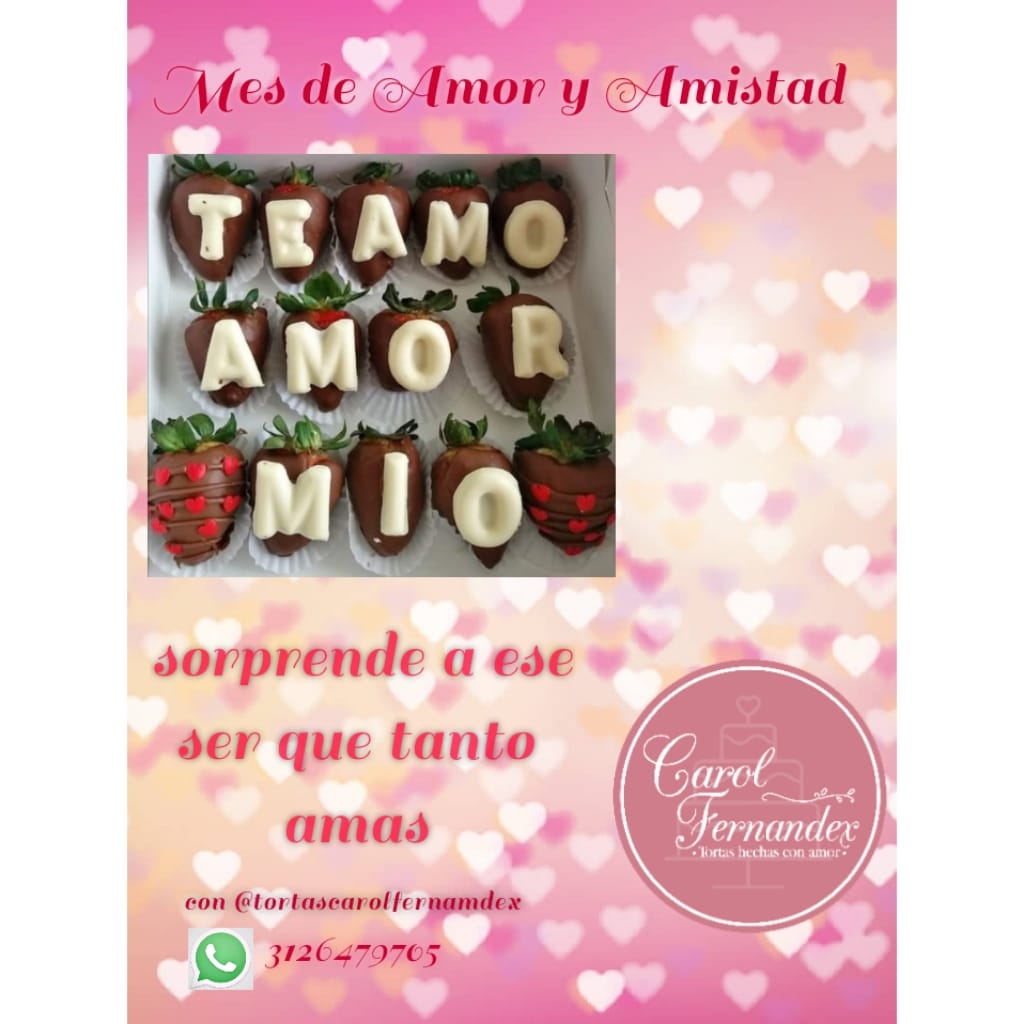 Mes de Amor y Amistad
TE AMO
AMOR
MIO
sorprende a ese
ser que tanto
amas
con @tortascarolfernamdex
3126479705
Carol
Fernandex
•Tortas hechas con amor•